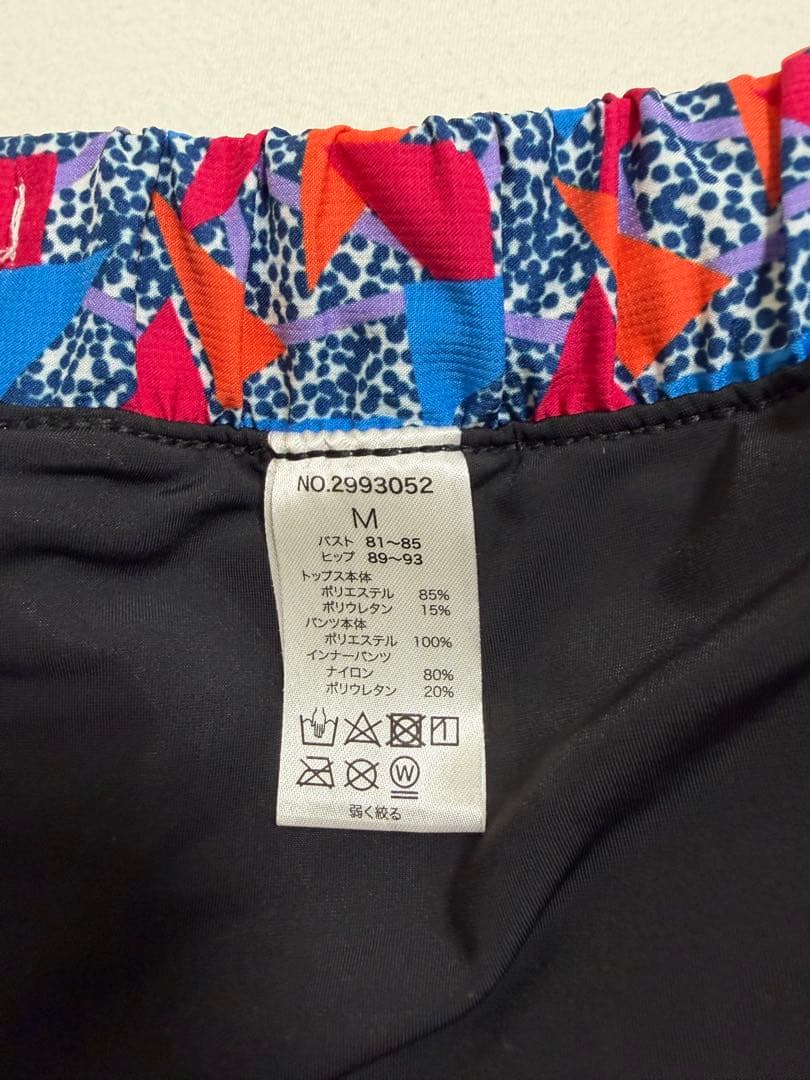 NO.2993052
M
バスト 81〜85
ヒップ 89〜93
トップス本体
ポリエステル 85%
ポリウレタン 15%
パンツ本体
ポリエステル 100%
インナーパンツ
ナイロン 80%
ポリウレタン 20%
W
弱く絞る